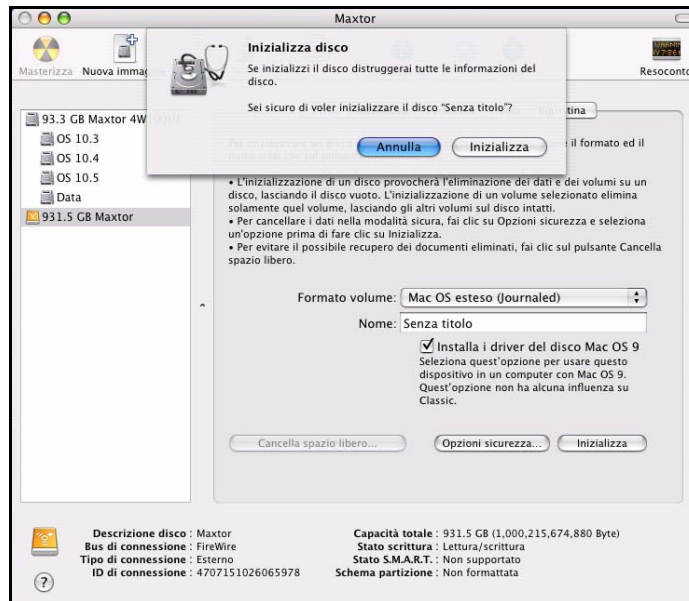 Maxtor
Masterizza
Nuova immag
Resoconto
Inizializza disco
Se inizializzi il disco distruggerai tutte le informazioni del
disco.
Sei sicuro di voler inizializzare il disco “Senza titolo”?
Annulla
Inizializza
93.3 GB Maxtor 4W
OS 10.3
OS 10.4
OS 10.5
Data
931.5 GB Maxtor
tina
il formato ed il
• L'inizializzazione di un disco provocherà l'eliminazione dei dati e dei volumi su un
disco, lasciando il disco vuoto. L'inizializzazione di un volume selezionato elimina
solamente quel volume, lasciando gli altri volumi sul disco intatti.
• Per cancellare i dati nella modalità sicura, fai clic su Opzioni sicurezza e seleziona
un'opzione prima di fare clic su Inizializza.
• Per evitare il possibile recupero dei documenti eliminati, fai clic sul pulsante Cancella
spazio libero.
Formato volume: Mac OS esteso (Journaled)
Nome: Senza titolo
Installa i driver del disco Mac OS 9
Seleziona quest'opzione per usare questo
dispositivo in un computer con Mac OS 9.
Quest'opzione non ha alcuna influenza su
Classic.
Cancella spazio libero...
Opzioni sicurezza...
Inizializza
Descrizione disco : Maxtor
Bus di connessione : FireWire
Tipo di connessione : Esterno
ID di connessione : 4707151026065978
Capacità totale : 931.5 GB (1,000,215,674,880 Byte)
Stato scrittura : Lettura/scrittura
Stato S.M.A.R.T. : Non supportato
Schema partizione : Non formattata
?